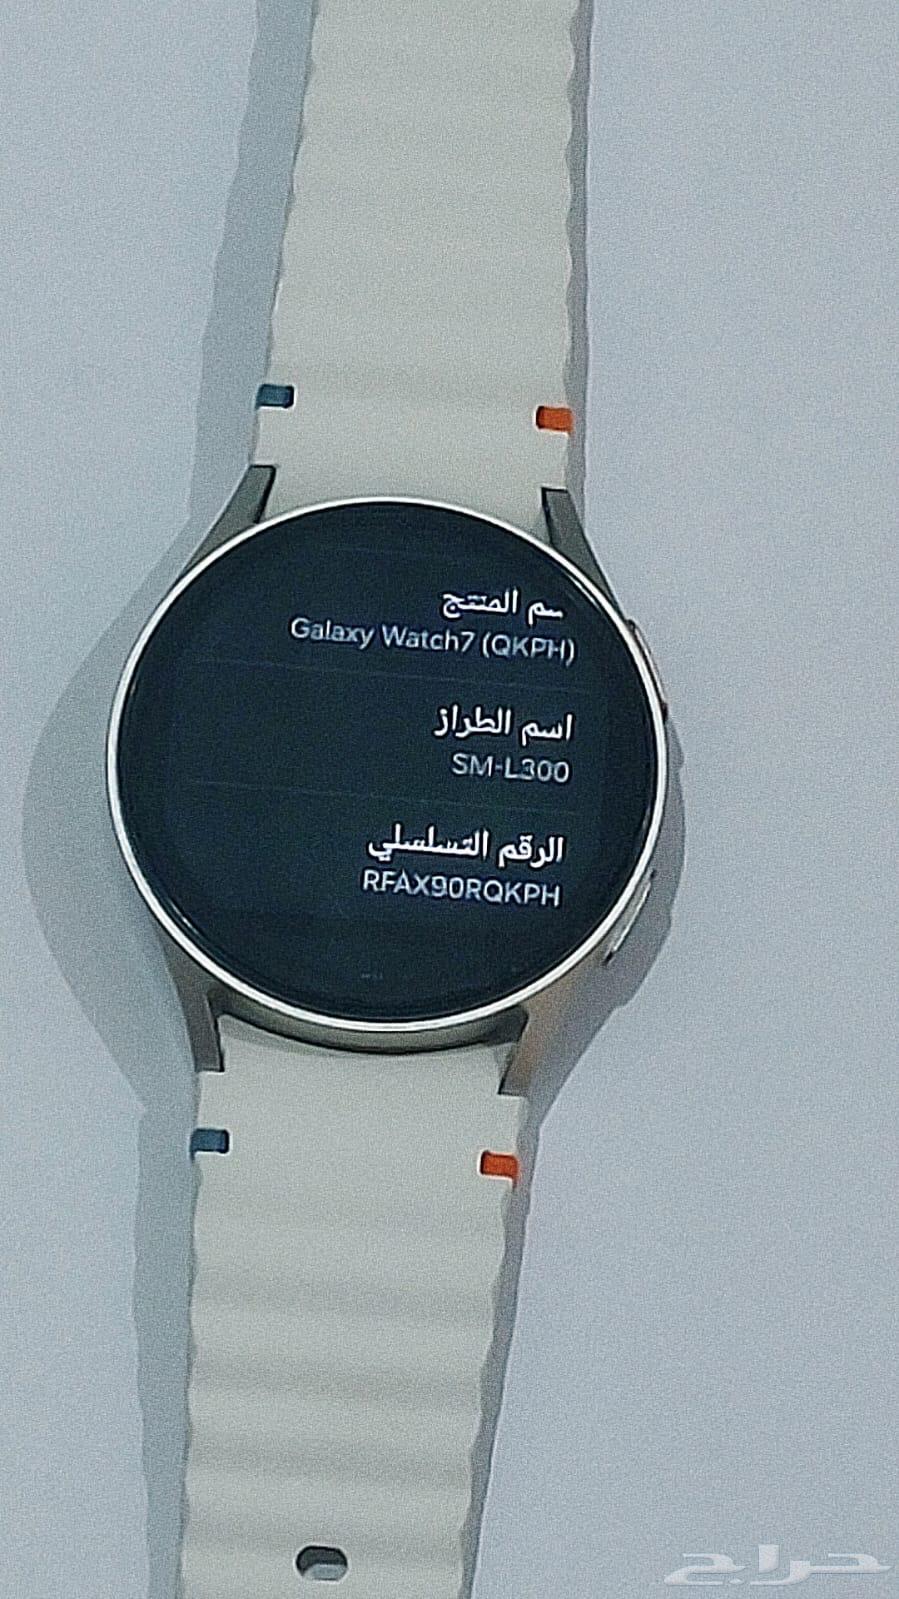 سم المنتج
Galaxy Watch7 (QKPH)
اسم الطراز
SM-L300
الرقم التسلسلي
RFAX90RQKPH
حراج